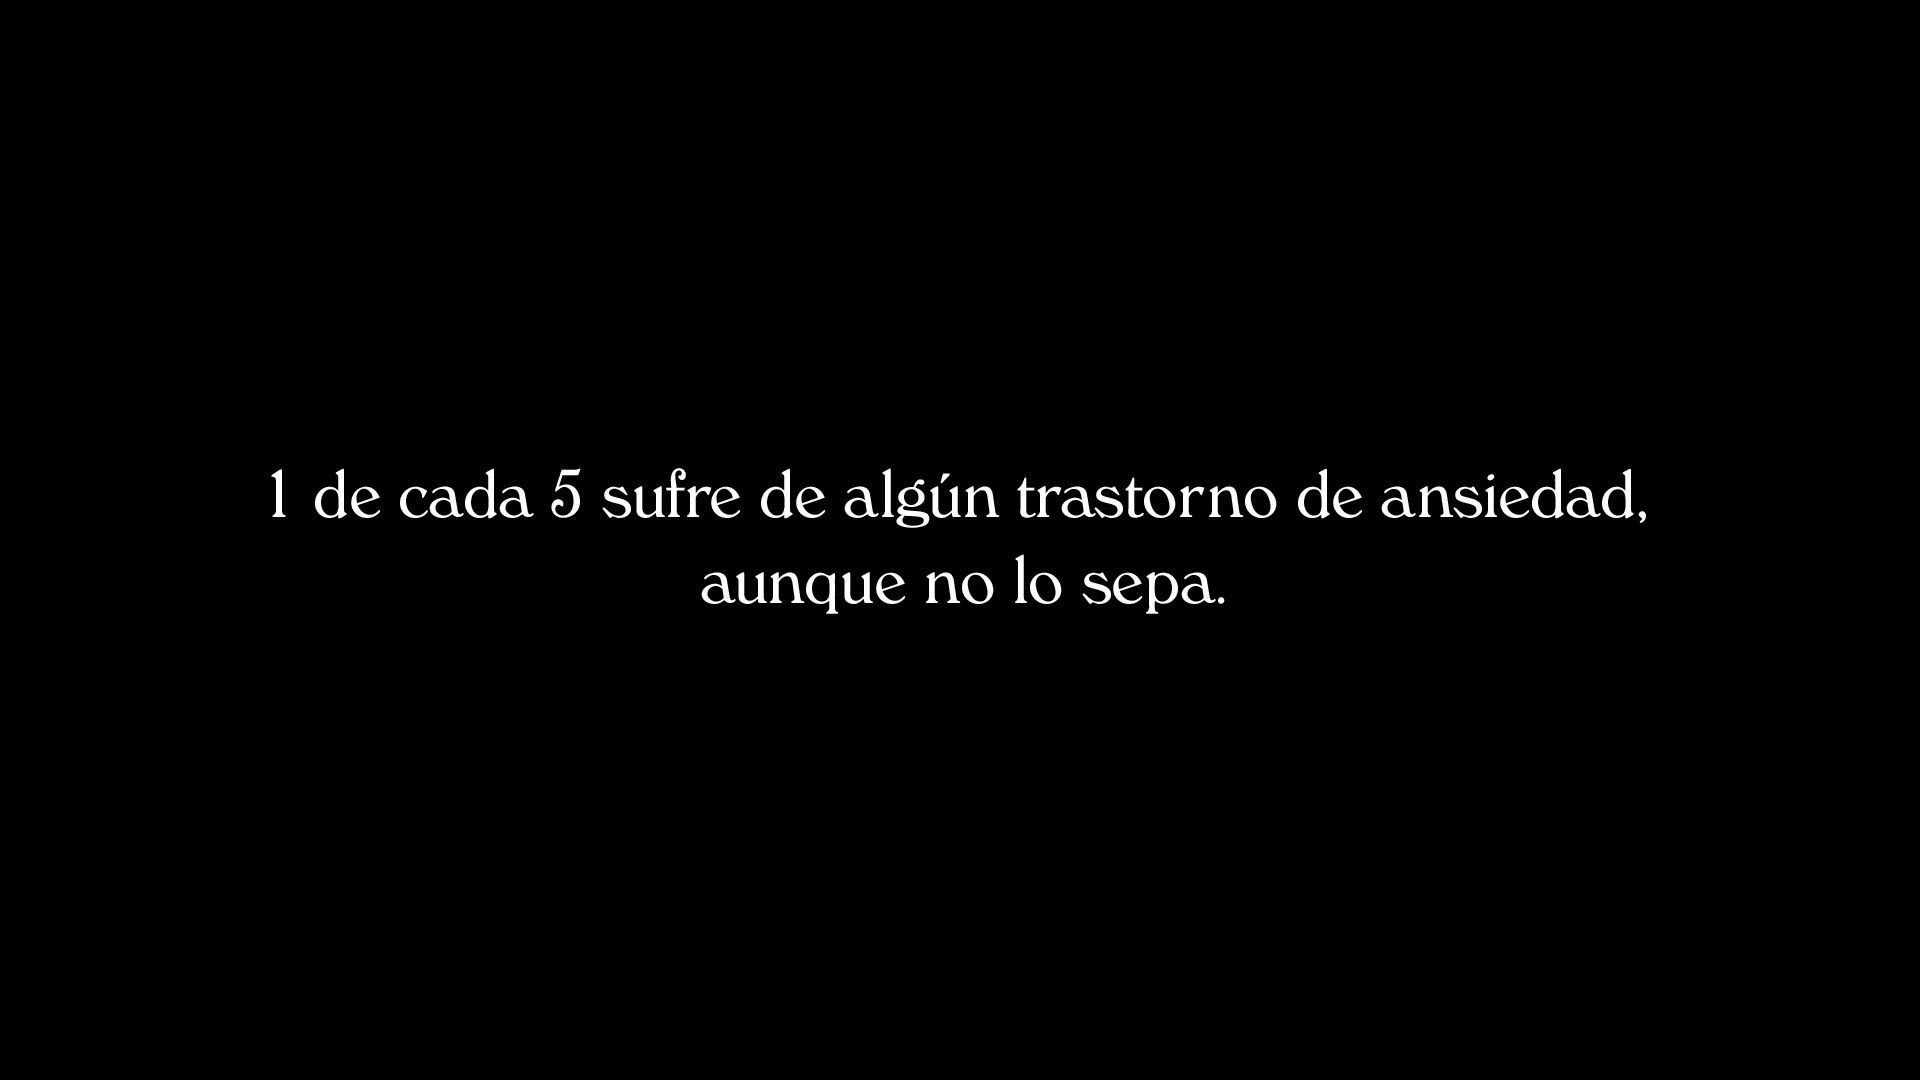 1 de cada 5 sufre de algún trastorno de ansiedad,
aunque no lo sepa.